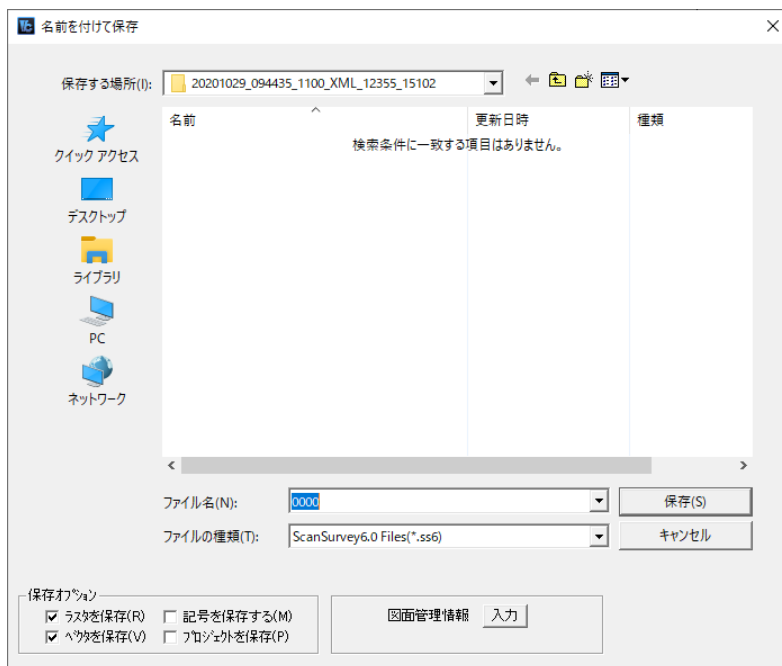 名前を付けて保存
保存する場所(I):
20201029_094435_1100_XML_12355_15102
名前
更新日時
種類
検索条件に一致する項目はありません。
クイック アクセス
デスクトップ
ライブラリ
PC
ネットワーク
ファイル名(N):
0000
保存(S)
ファイルの種類(T):
ScanSurvey6.0 Files(*.ss6)
キャンセル
保存オプション
ラスタを保存(R)
記号を保存する(M)
ベクタを保存(V)
プロジェクトを保存(P)
図面管理情報
入力